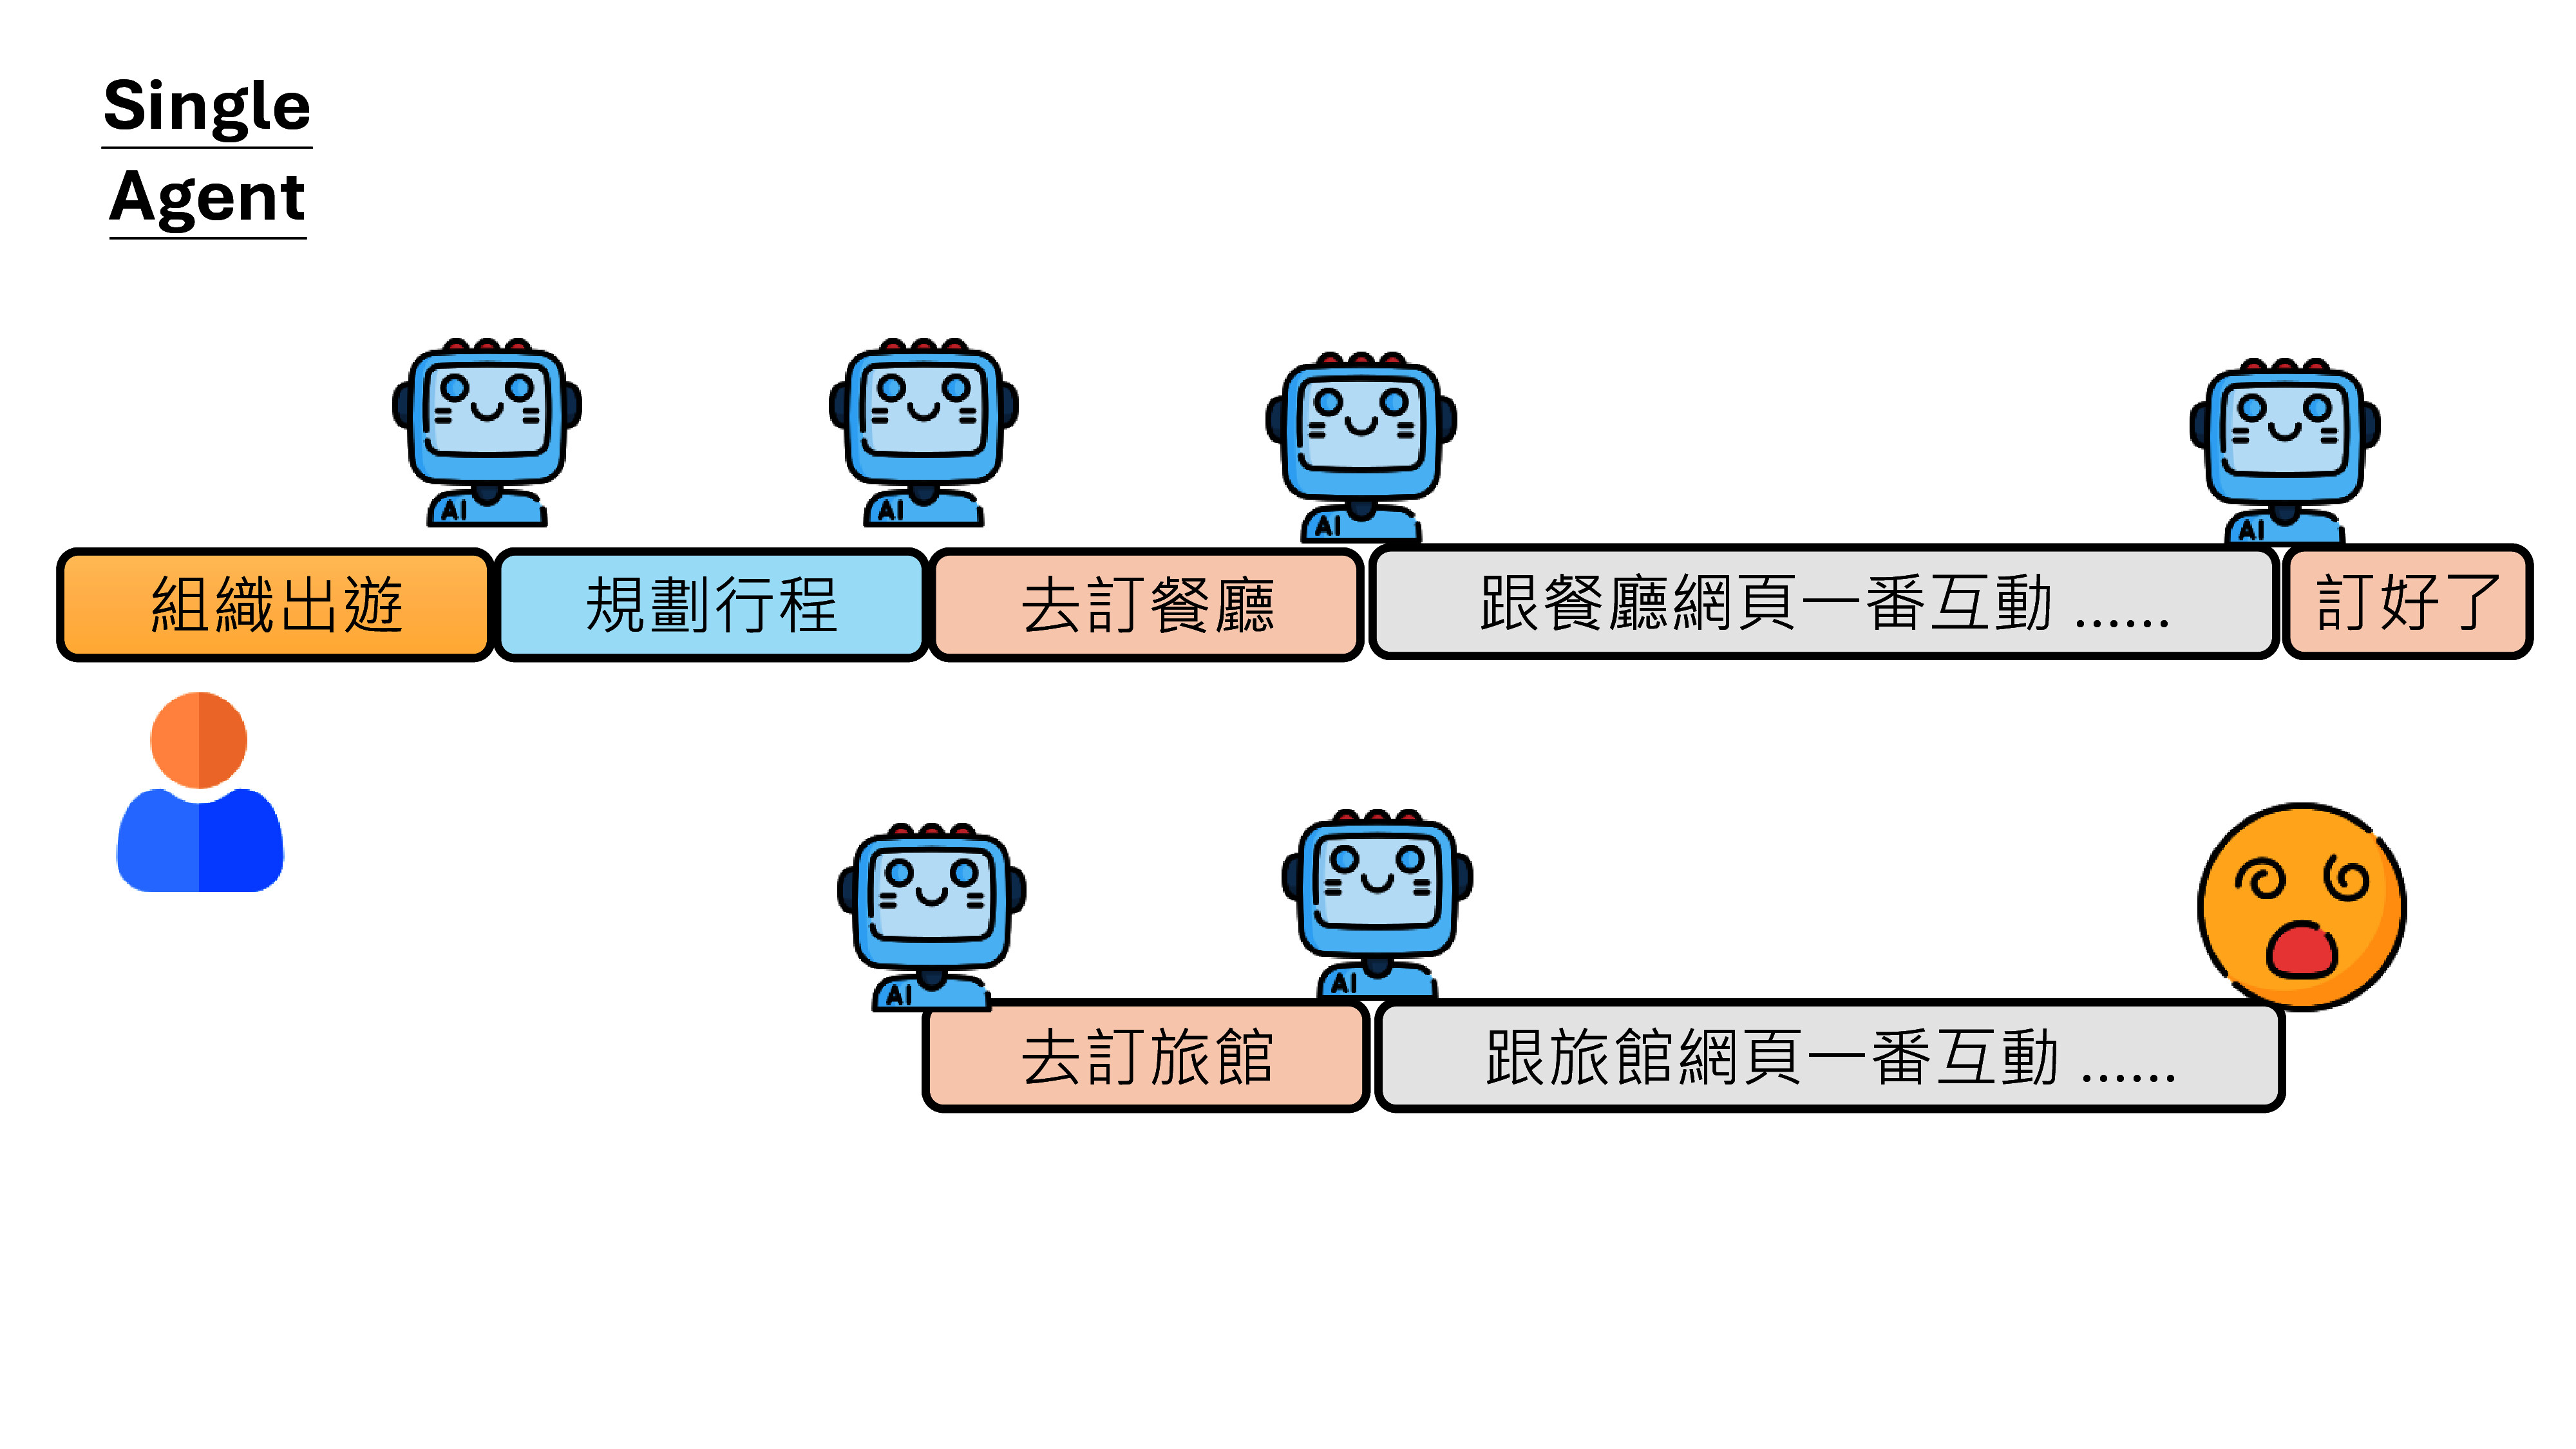 Single
Agent
AI
AI
AI
AI
組織出遊
規劃行程
去訂餐廳
跟餐廳網頁一番互動 ......
訂好了
AI
AI
去訂旅館
跟旅館網頁一番互動 ......